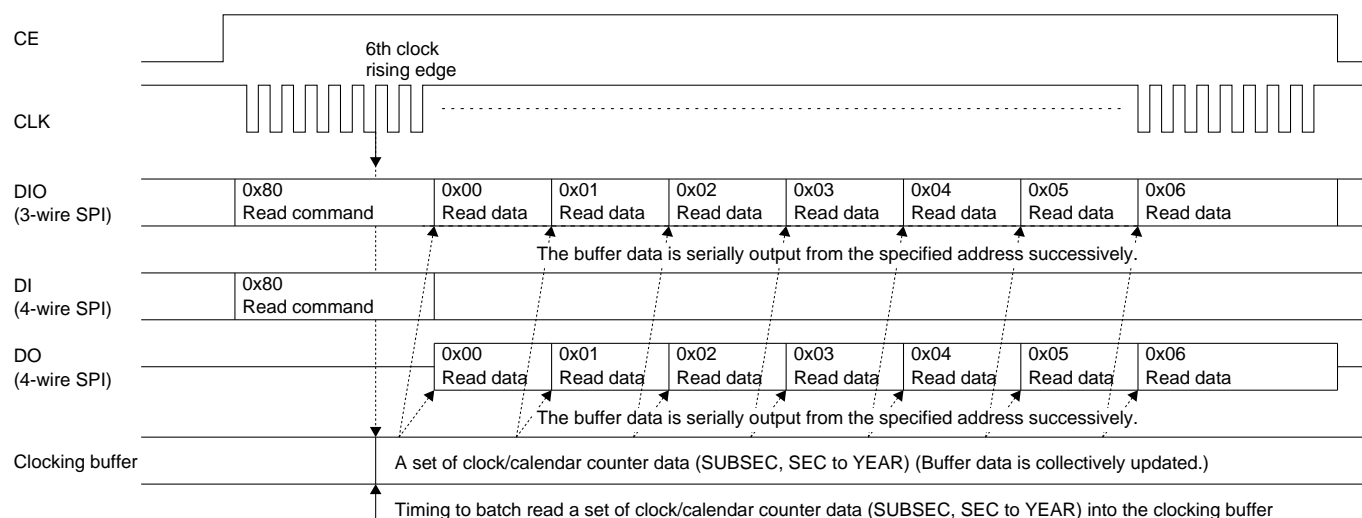 CE
6th clock
rising edge
CLK
DIO
(3-wire SPI)
0x80
Read command
0x00
Read data
0x01
Read data
0x02
Read data
0x03
Read data
0x04
Read data
0x05
Read data
0x06
Read data
The buffer data is serially output from the specified address successively.
DI
(4-wire SPI)
0x80
Read command
DO
(4-wire SPI)
0x00
Read data
0x01
Read data
0x02
Read data
0x03
Read data
0x04
Read data
0x05
Read data
0x06
Read data
The buffer data is serially output from the specified address successively.
Clocking buffer
A set of clock/calendar counter data (SUBSEC, SEC to YEAR) (Buffer data is collectively updated.)
Timing to batch read a set of clock/calendar counter data (SUBSEC, SEC to YEAR) into the clocking buffer